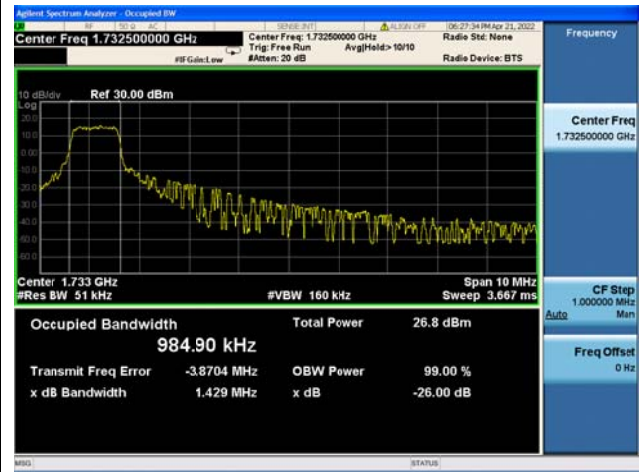 Agilent Spectrum Analyzer - Occupied BW
LXI RF 50 Ω AC SENSE:INT ALIGN OFF 06:27:34 PM Apr 21, 2022
Center Freq 1.732500000 GHz Center Freq: 1.732500000 GHz Radio Std: None
Trig: Free Run Avg|Hold:>10/10
#IFGain:Low #Atten: 20 dB Radio Device: BTS
Frequency
10 dB/div Ref 30.00 dBm
Log
20.0
10.0
0.00
-10.0
-20.0
-30.0
-40.0
-50.0
-60.0
Center 1.733 GHz Span 10 MHz
#Res BW 51 kHz #VBW 160 kHz Sweep 3.667 ms
Occupied Bandwidth Total Power 26.8 dBm
984.90 kHz
Transmit Freq Error -3.8704 MHz OBW Power 99.00 %
x dB Bandwidth 1.429 MHz x dB -26.00 dB
Center Freq
1.732500000 GHz
CF Step
1.000000 MHz
Auto Man
Freq Offset
0 Hz
MSG STATUS